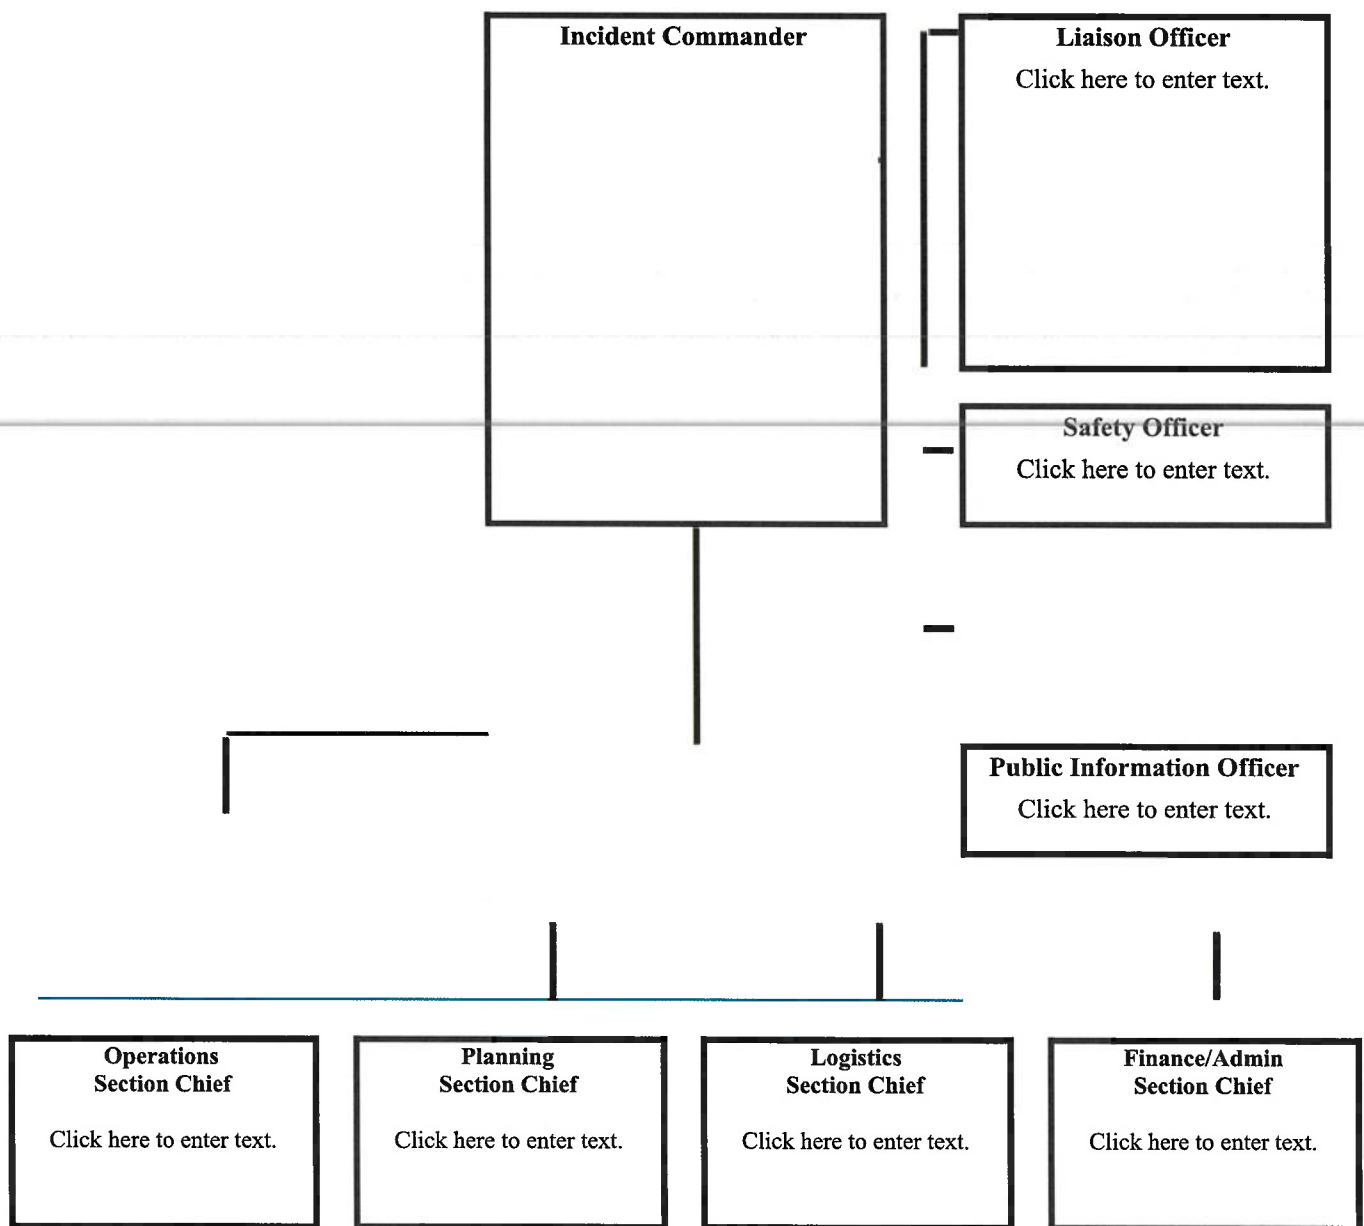 Incident Commander
Liaison Officer
Click here to enter text.
Safety Officer
Click here to enter text.
Public Information Officer
Click here to enter text.
Operations
Section Chief
Click here to enter text.
Planning
Section Chief
Click here to enter text.
Logistics
Section Chief
Click here to enter text.
Finance/Admin
Section Chief
Click here to enter text.